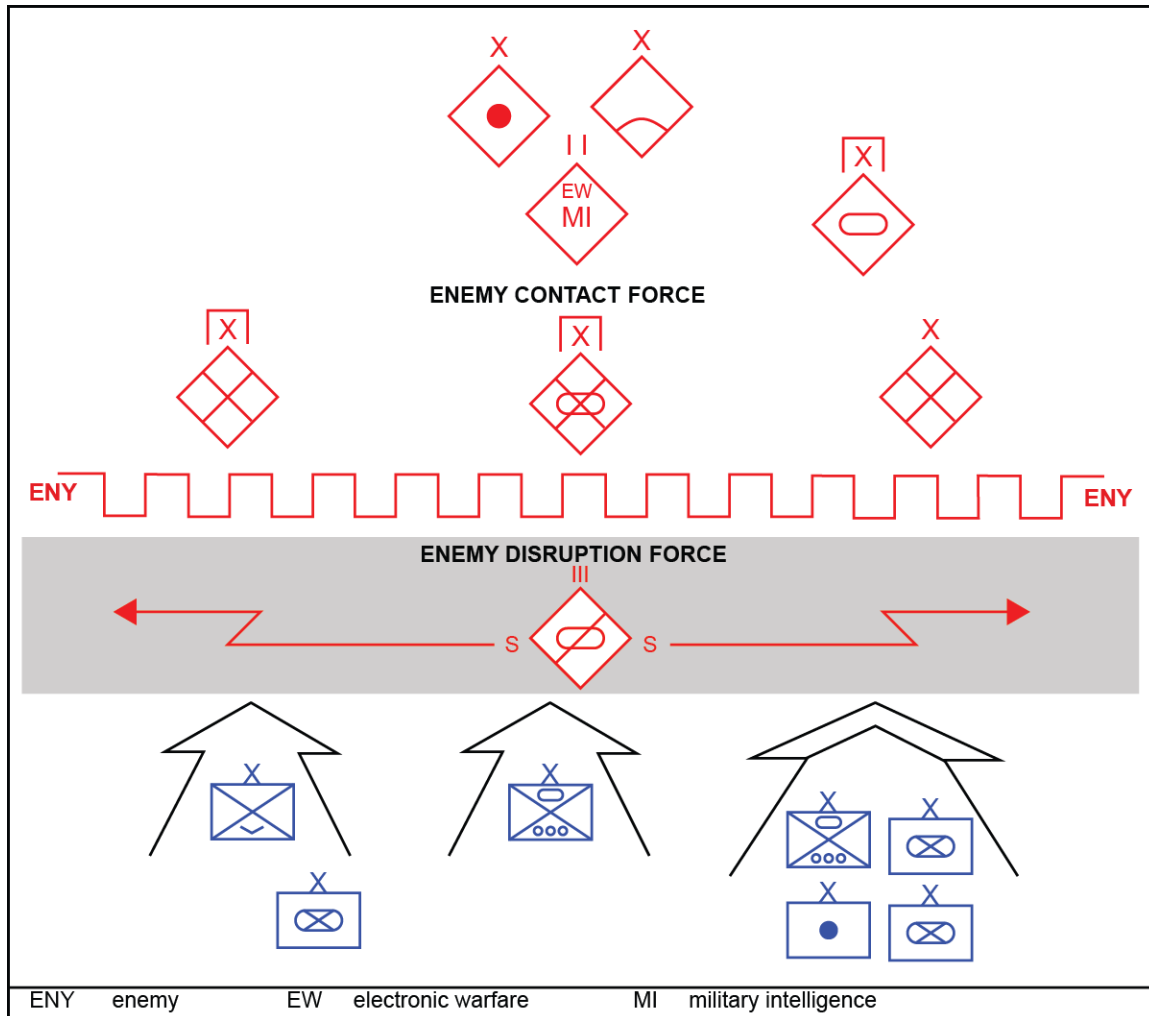 X X
II
EW
MI
X
ENEMY CONTACT FORCE
X X X
ENY ENY
ENEMY DISRUPTION FORCE
III
S S
X X
X X
X
X X
ENY enemy EW electronic warfare MI military intelligence